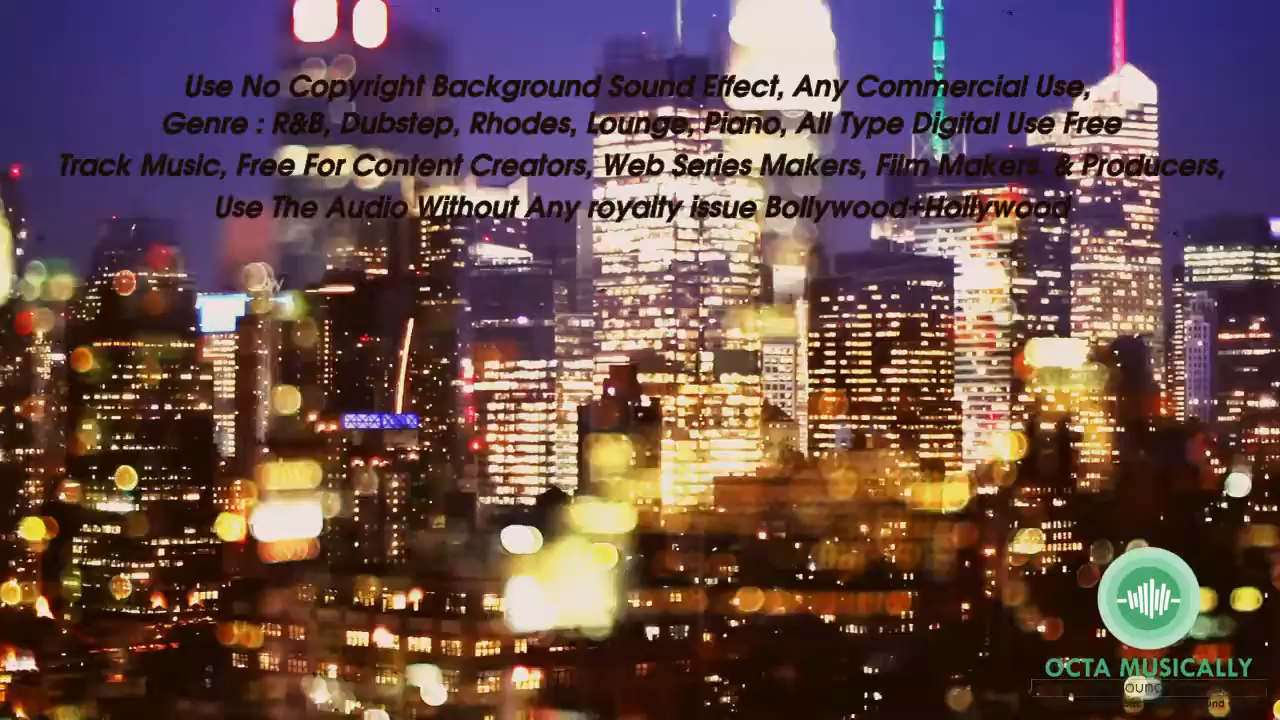 Use No Copyright Background Sound Effect, Any Commercial Use,
Genre : R&B, Dubstep, Rhodes, Lounge, Piano, All Type Digital Use Free
Track Music, Free For Content Creators, Web Series Makers, Film Makers & Producers,
Use The Audio Without Any royalty issue Bollywood+Hollywood
OCTA MUSICALLY